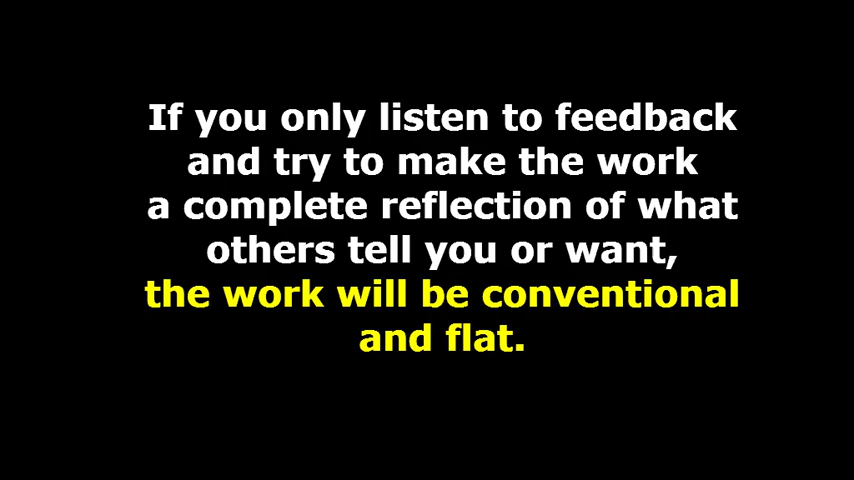 If you only listen to feedback
and try to make the work
a complete reflection of what
others tell you or want,
the work will be conventional
and flat.